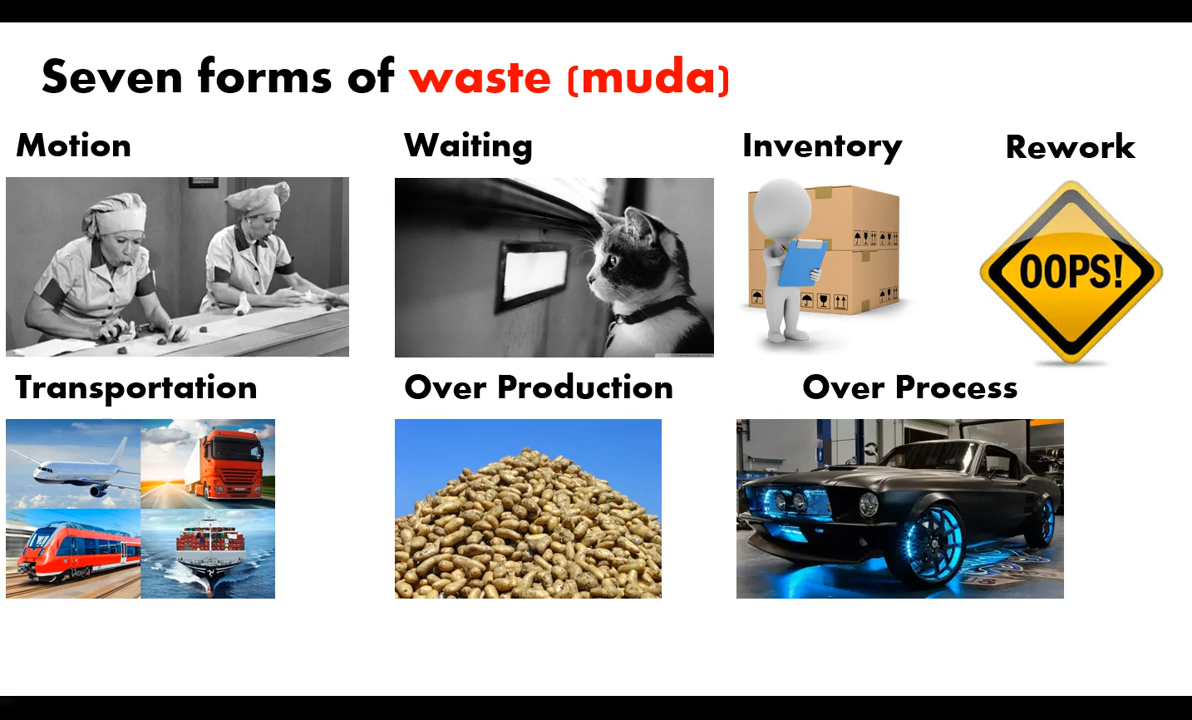 Seven forms of waste (muda)
Motion
Waiting
Inventory
Rework
OOPS!
Transportation
Over Production
Over Process